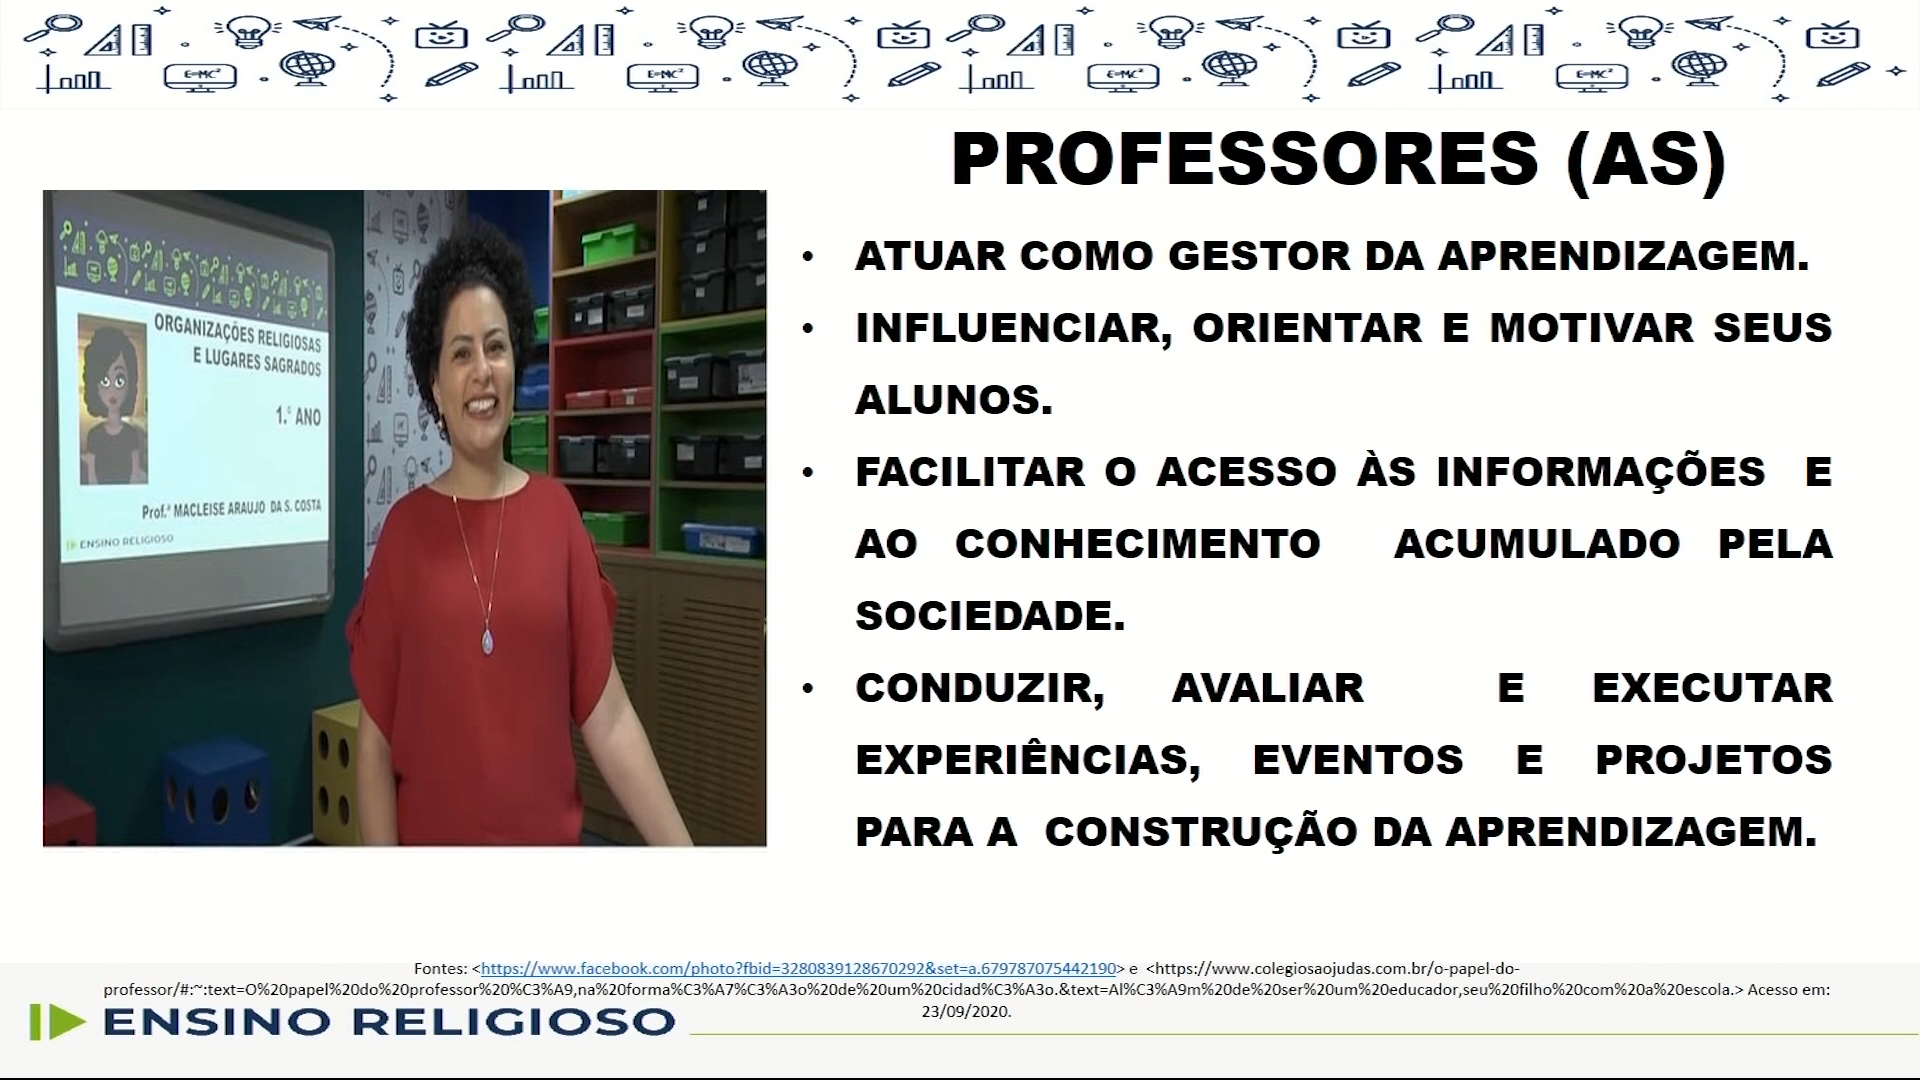 E=MC² E=MC² E=MC² E=MC²
PROFESSORES (AS)
ORGANIZAÇÕES RELIGIOSAS
E LUGARES SAGRADOS
1.º ANO
Prof.ª MACLEISE ARAUJO DA S. COSTA
ENSINO RELIGIOSO
• ATUAR COMO GESTOR DA APRENDIZAGEM.
• INFLUENCIAR, ORIENTAR E MOTIVAR SEUS
ALUNOS.
• FACILITAR O ACESSO ÀS INFORMAÇÕES E
AO CONHECIMENTO ACUMULADO PELA
SOCIEDADE.
• CONDUZIR, AVALIAR E EXECUTAR
EXPERIÊNCIAS, EVENTOS E PROJETOS
PARA A CONSTRUÇÃO DA APRENDIZAGEM.
Fontes: <https://www.facebook.com/photo?fbid=3280839128670292&set=a.679787075442190> e <https://www.colegiosaojudas.com.br/o-papel-do-
professor/#:~:text=O%20papel%20do%20professor%20%C3%A9,na%20forma%C3%A7%C3%A3o%20de%20um%20cidad%C3%A3o.&text=Al%C3%A9m%20de%20ser%20um%20educador,seu%20filho%20com%20a%20escola.> Acesso em:
23/09/2020.
ENSINO RELIGIOSO